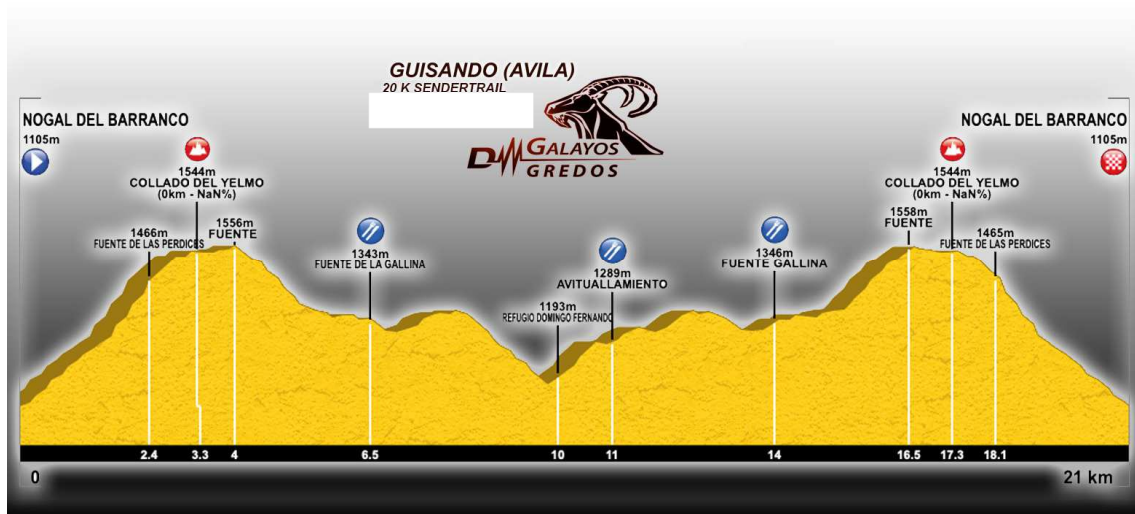 GUISANDO (AVILA)
20 K SENDERTRAIL
GALAYOS
GREDOS
NOGAL DEL BARRANCO
1105m
1466m
FUENTE DE LAS PERDICES
1544m
COLLADO DEL YELMO
(0km - NaN%)
1556m
FUENTE
1343m
FUENTE DE LA GALLINA
1193m
REFUGIO DOMINGO FERNANDO
1289m
AVITUALLAMIENTO
1346m
FUENTE GALLINA
1558m
FUENTE
1544m
COLLADO DEL YELMO
(0km - NaN%)
1465m
FUENTE DE LAS PERDICES
NOGAL DEL BARRANCO
1105m
2.4 3.3 4 6.5 10 11 14 16.5 17.3 18.1
0 21 km